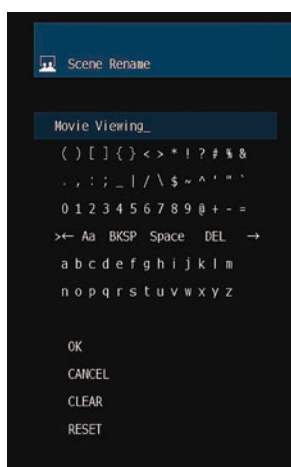 Scene Rename
Movie Viewing_
( ) [ ] { } < > * ! ? # % &
. , : ; _ | / \ $ ~ ^ ' " `
0 1 2 3 4 5 6 7 8 9 @ + - =
>← Aa BKSP Space DEL →
a b c d e f g h i j k l m
n o p q r s t u v w x y z
OK
CANCEL
CLEAR
RESET